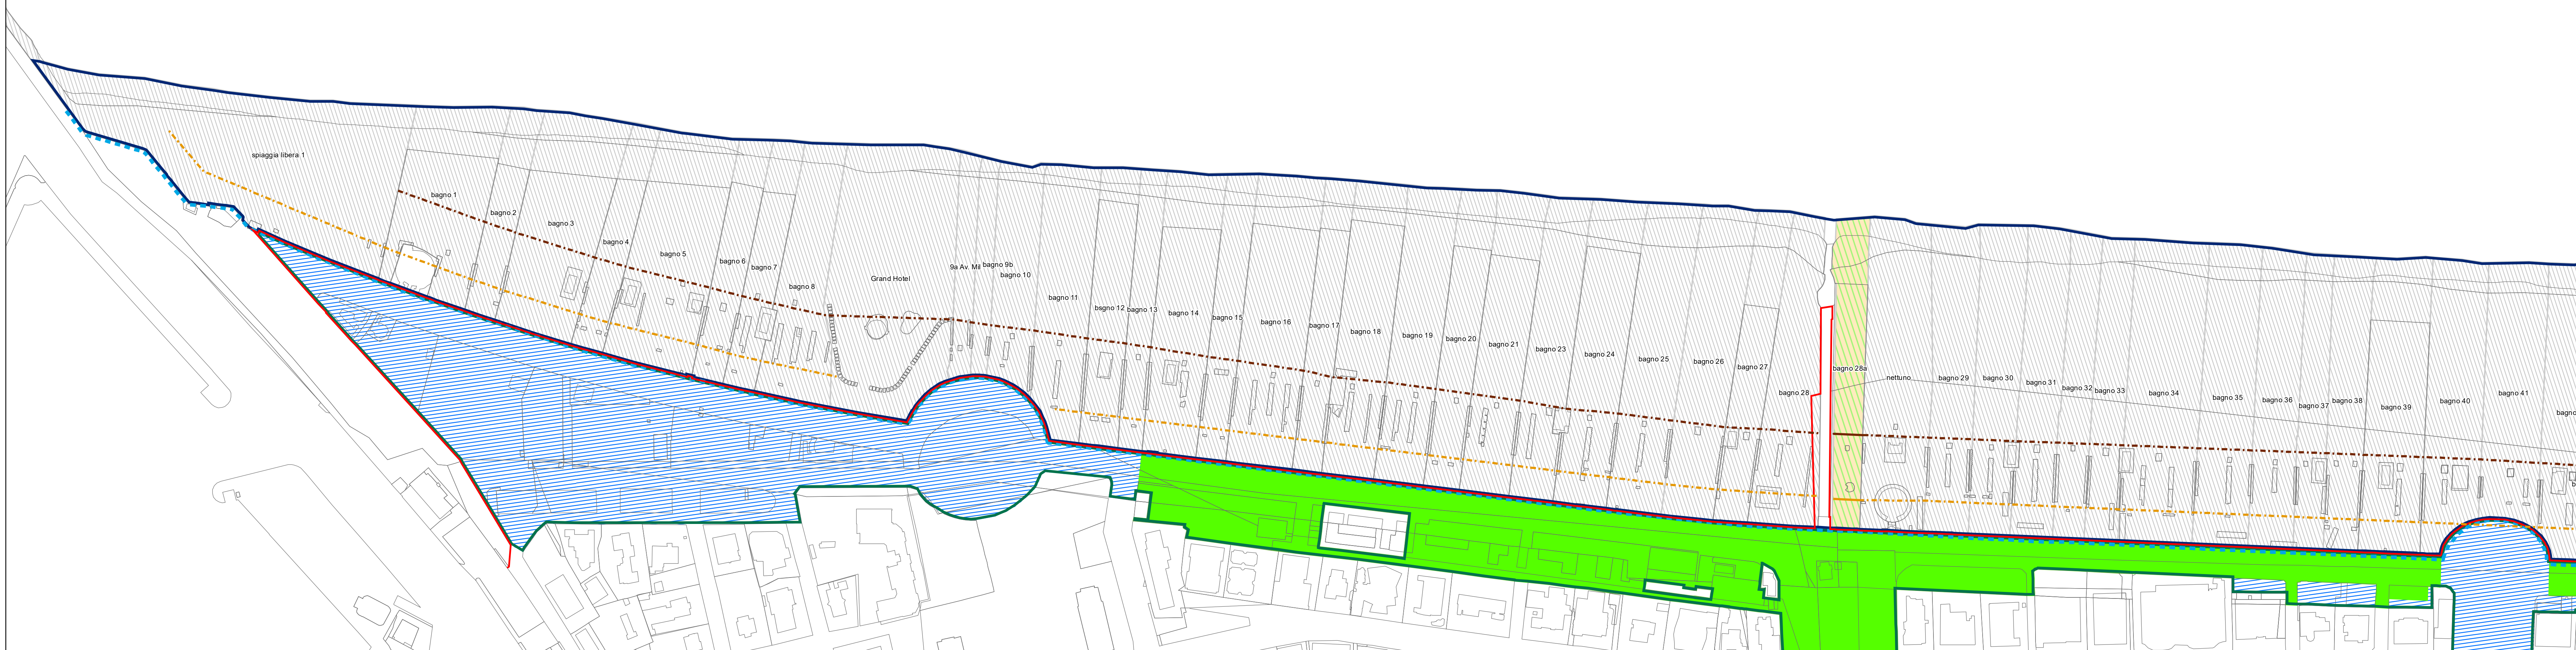 spiaggia libera 1
bagno 1
bagno 2
bagno 3
bagno 4
bagno 5
bagno 6
bagno 7
bagno 8
Grand Hotel
9a Av. Mil
bagno 9b
bagno 10
bagno 11
bsgno 12
bagno 13
bagno 14
bagno 15
bagno 16
bagno 17
bagno 18
bagno 19
bagno 20
bagno 21
bagno 23
bagno 24
bagno 25
bagno 26
bagno 27
bagno 28
bagno 28a
nettuno
bagno 29
bagno 30
bagno 31
bagno 32
bagno 33
bagno 34
bagno 35
bagno 36
bagno 37
bagno 38
bagno 39
bagno 40
bagno 41
bagno